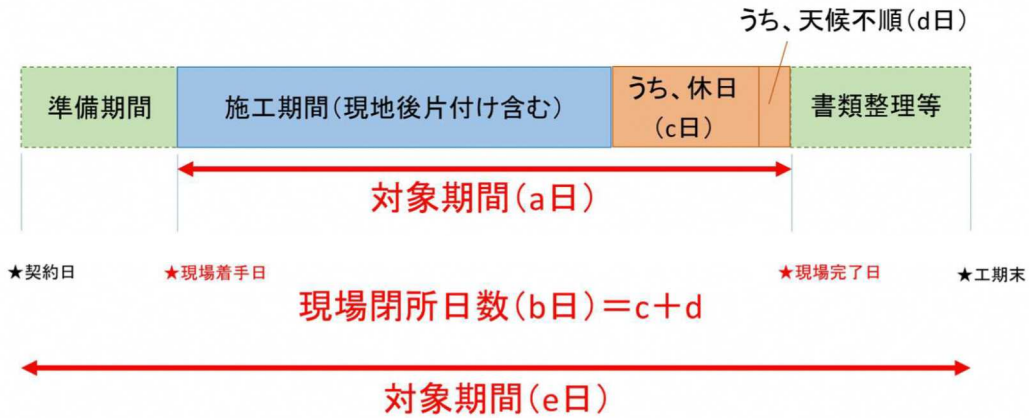 うち、天候不順(d日)
準備期間
施工期間(現地後片付け含む)
うち、休日
(c日)
書類整理等
対象期間(a日)
★契約日
★現場着手日
★現場完了日
★工期末
現場閉所日数(b日)=c+d
対象期間(e日)